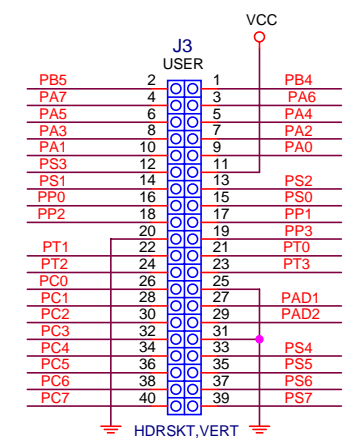 VCC
J3
USER
PB5 2 1 PB4
PA7 4 3 PA6
PA5 6 5 PA4
PA3 8 7 PA2
PA1 10 9 PA0
PS3 12 11
PS1 14 13 PS2
PP0 16 15 PS0
PP2 18 17 PP1
20 19 PP3
PT1 22 21 PT0
PT2 24 23 PT3
PC0 26 25
PC1 28 27 PAD1
PC2 30 29 PAD2
PC3 32 31
PC4 34 33 PS4
PC5 36 35 PS5
PC6 38 37 PS6
PC7 40 39 PS7
HDRSKT,VERT